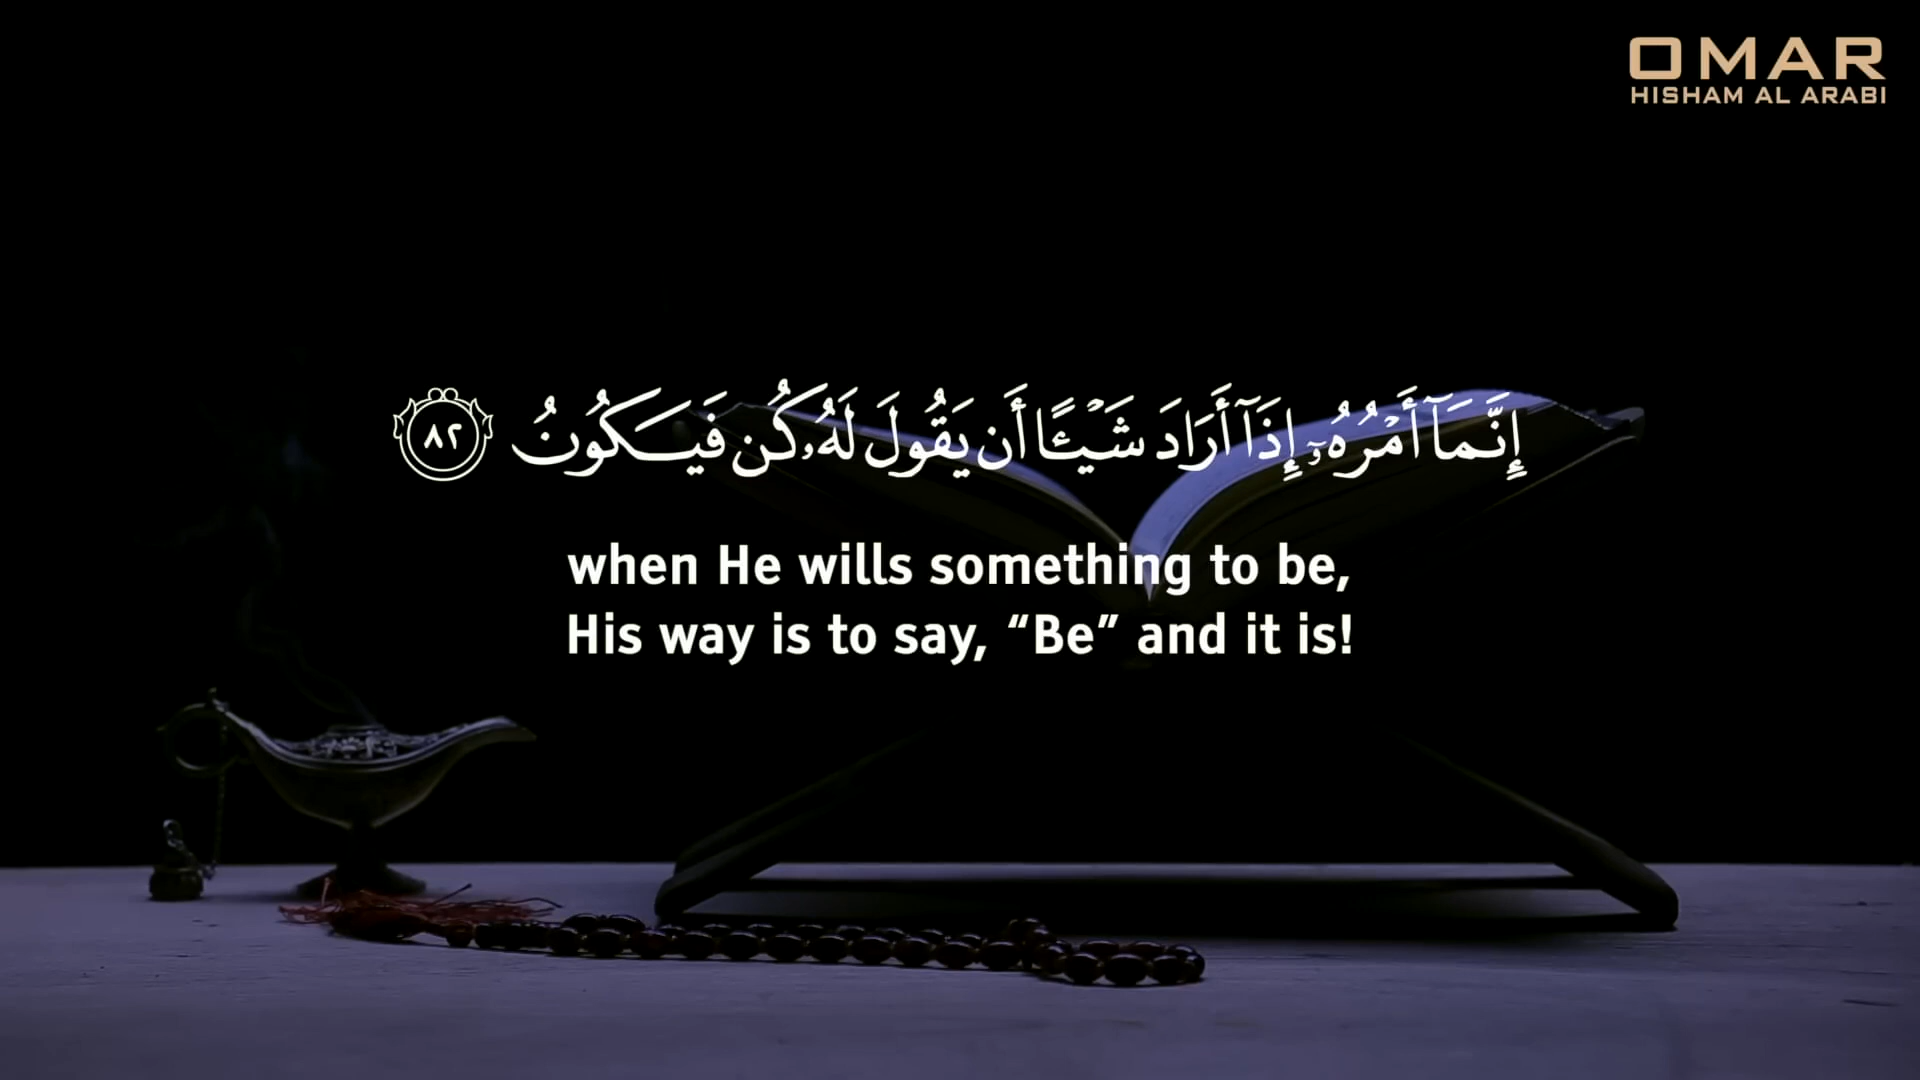 OMAR
HISHAM AL ARABI
إِنَّمَآ أَمْرُهُۥٓ إِذَآ أَرَادَ شَيْـًٔا أَن يَقُولَ لَهُۥ كُن فَيَكُونُ ٨٢
when He wills something to be,
His way is to say, “Be” and it is!